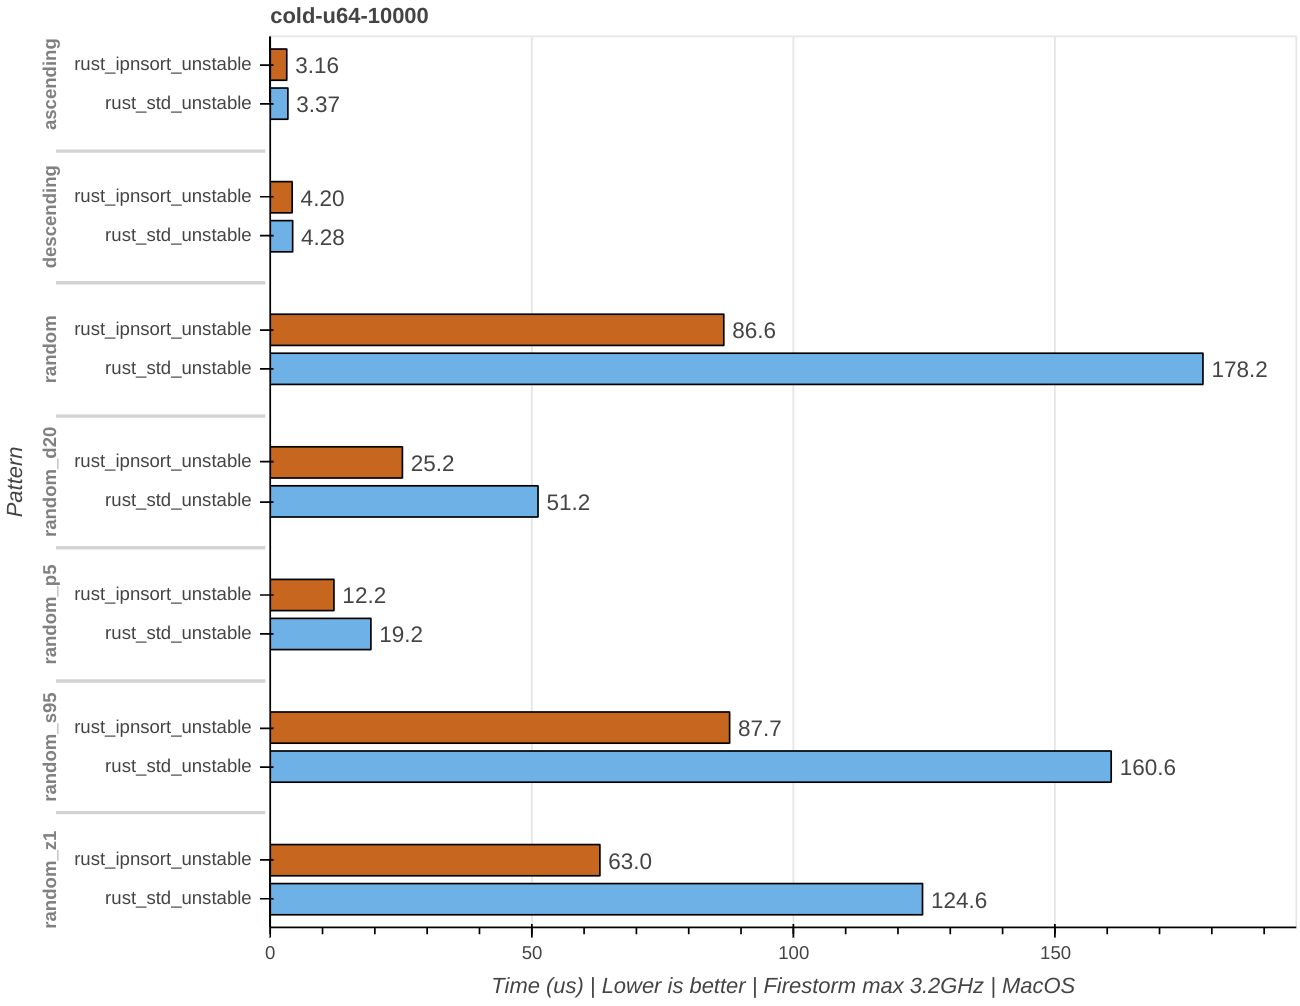 cold-u64-10000
Pattern
ascending
rust_ipnsort_unstable 3.16
rust_std_unstable 3.37
descending
rust_ipnsort_unstable 4.20
rust_std_unstable 4.28
random
rust_ipnsort_unstable 86.6
rust_std_unstable 178.2
random_d20
rust_ipnsort_unstable 25.2
rust_std_unstable 51.2
random_p5
rust_ipnsort_unstable 12.2
rust_std_unstable 19.2
random_s95
rust_ipnsort_unstable 87.7
rust_std_unstable 160.6
random_z1
rust_ipnsort_unstable 63.0
rust_std_unstable 124.6
0 50 100 150
Time (us) | Lower is better | Firestorm max 3.2GHz | MacOS